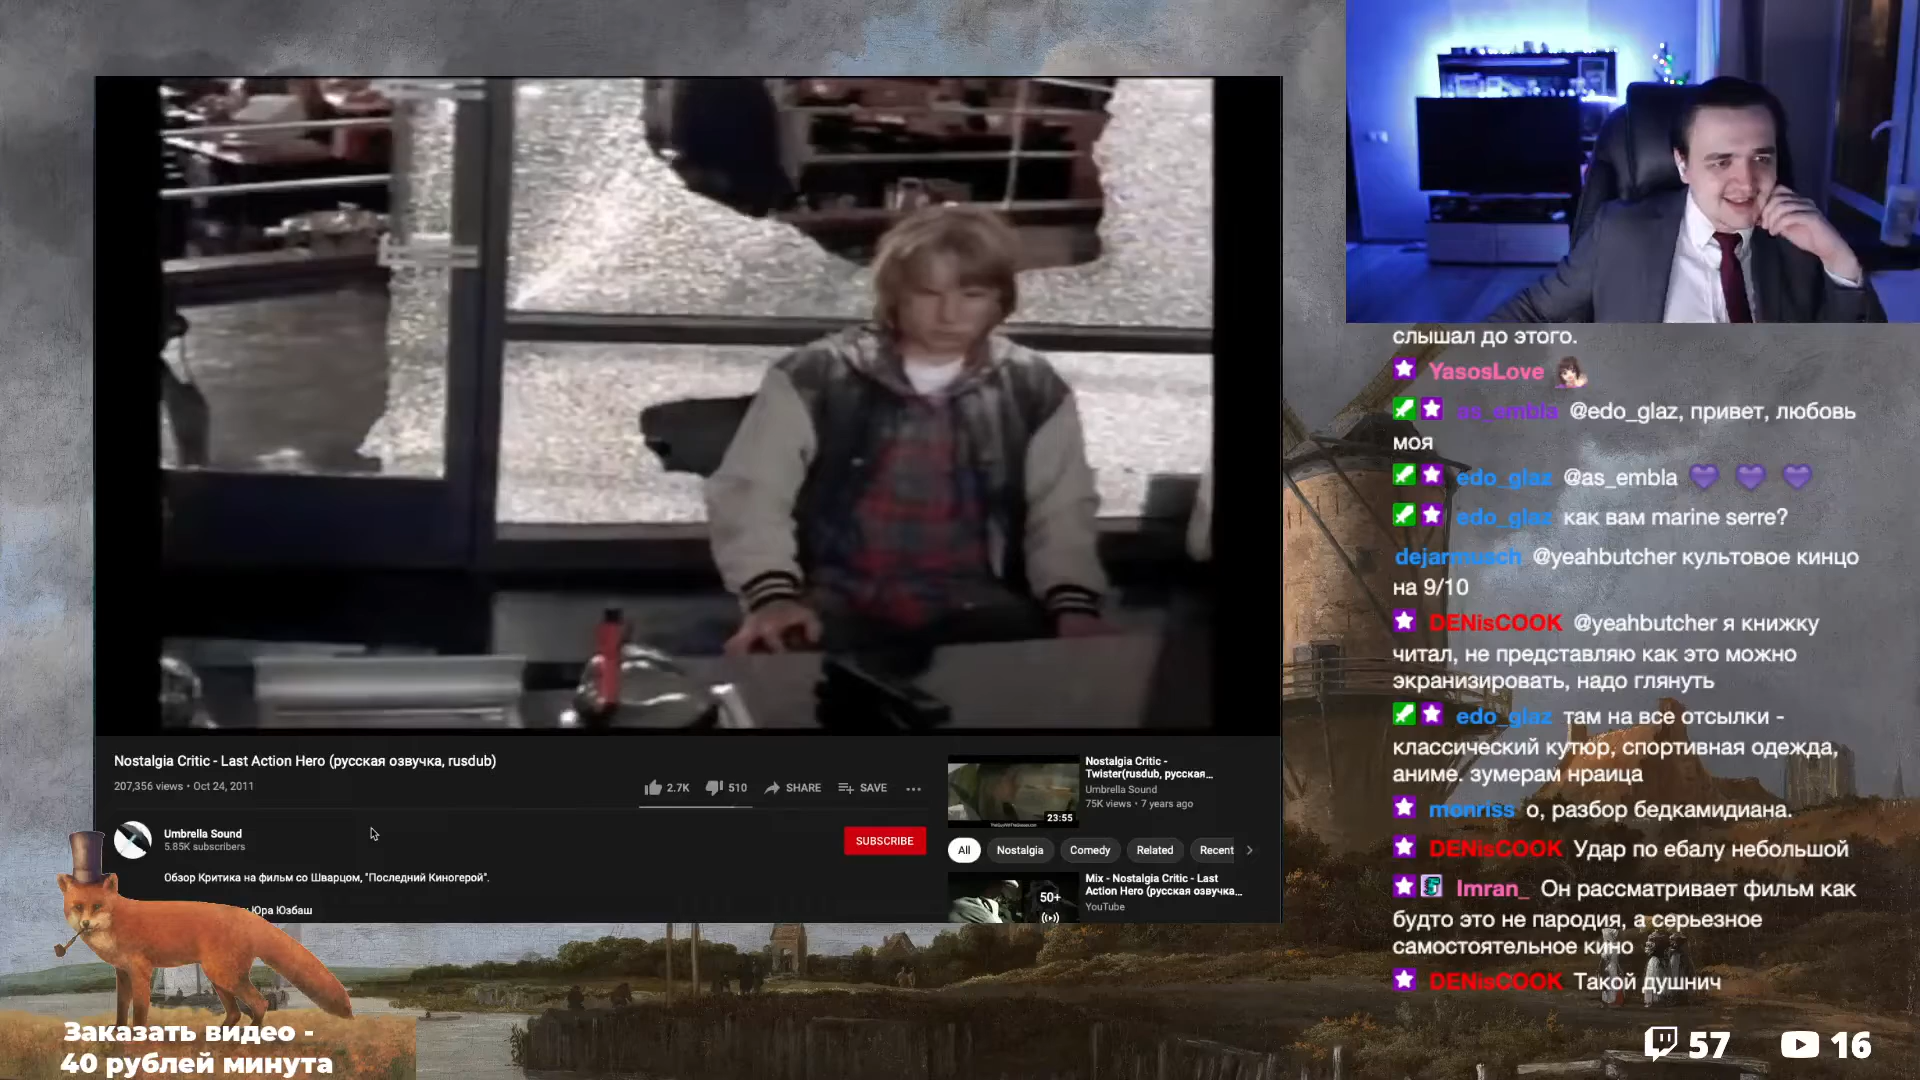 Nostalgia Critic - Last Action Hero (русская озвучка, rusdub)
207,356 views • Oct 24, 2011
2.7K
510
SHARE
SAVE
Umbrella Sound
5.85K subscribers
SUBSCRIBE
Обзор Критика на фильм со Шварцом, "Последний Киногерой".
Юра Юзбаш
23:55
Nostalgia Critic -
Twister(rusdub, русская...
Umbrella Sound
75K views • 7 years ago
All
Nostalgia
Comedy
Related
Recent
50+
Mix - Nostalgia Critic - Last
Action Hero (русская озвучка...
YouTube
Заказать видео -
40 рублей минута
слышал до этого.
YasosLove
as_embla @edo_glaz, привет, любовь
моя
edo_glaz @as_embla
edo_glaz как вам marine serre?
dejarmusch @yeahbutcher культовое кинцо
на 9/10
DENisCOOK @yeahbutcher я книжку
читал, не представляю как это можно
экранизировать, надо глянуть
edo_glaz там на все отсылки -
классический кутюр, спортивная одежда,
аниме. зумерам нраица
monriss о, разбор бедкамидиана.
DENisCOOK Удар по ебалу небольшой
Imran_ Он рассматривает фильм как
будто это не пародия, а серьезное
самостоятельное кино
DENisCOOK Такой душнич
57
16